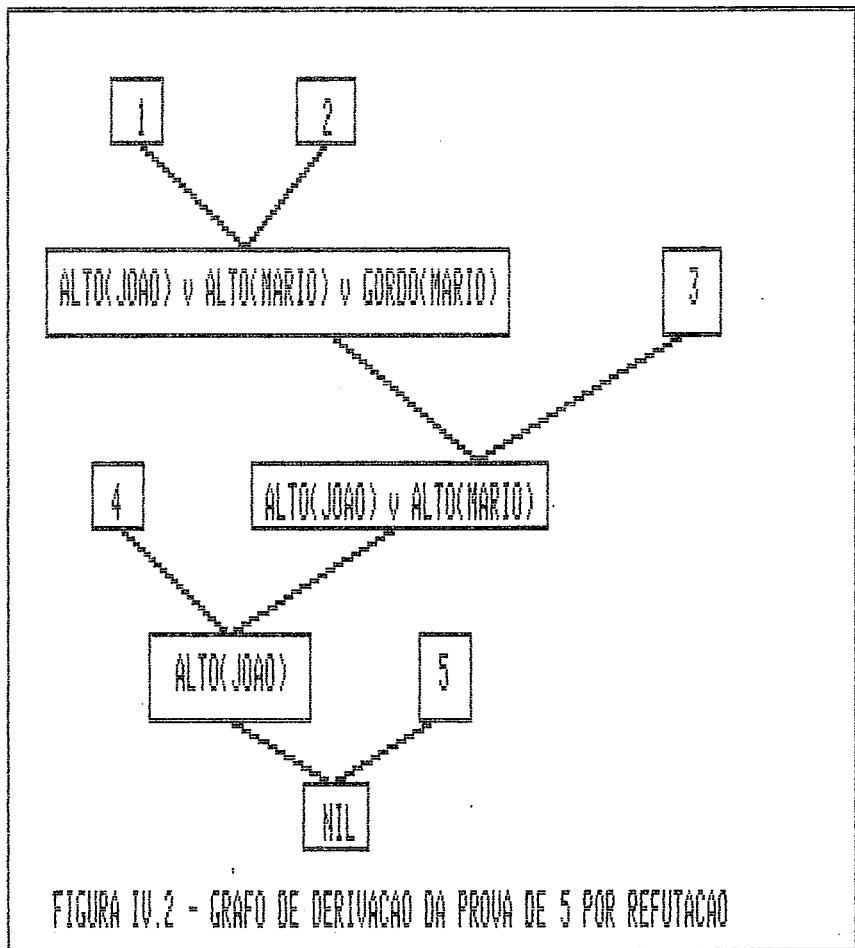 1
2
ALTO(JOAO) v ALTO(MARIO) v GORDO(MARIO)
3
4
ALTO(JOAO) v ALTO(MARIO)
ALTO(JOAO)
5
NIL
FIGURA IV.2 - GRAFO DE DERIVACAO DA PROVA DE 5 POR REFUTACAO